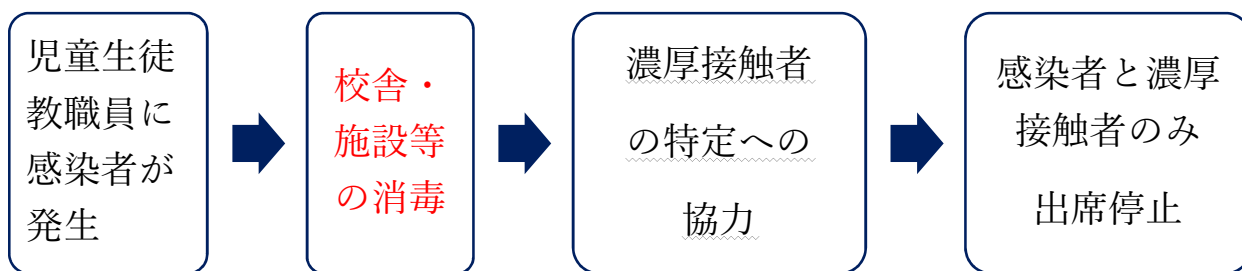 児童生徒
教職員に
感染者が
発生
校舎・
施設等
の消毒
濃厚接触者
の特定への
協力
感染者と濃厚
接触者のみ
出席停止